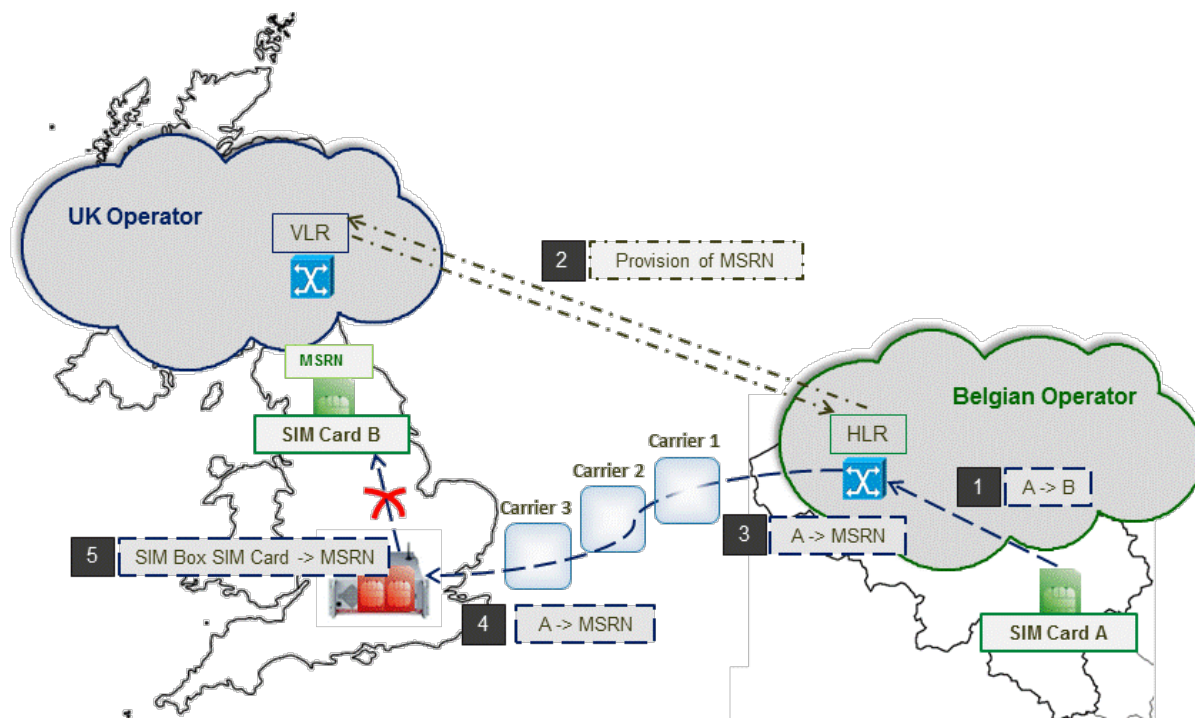 UK Operator
VLR
2
Provision of MSRN
MSRN
SIM Card B
Belgian Operator
HLR
Carrier 1
Carrier 2
Carrier 3
1
A -> B
3
A -> MSRN
5
SIM Box SIM Card -> MSRN
4
A -> MSRN
SIM Card A